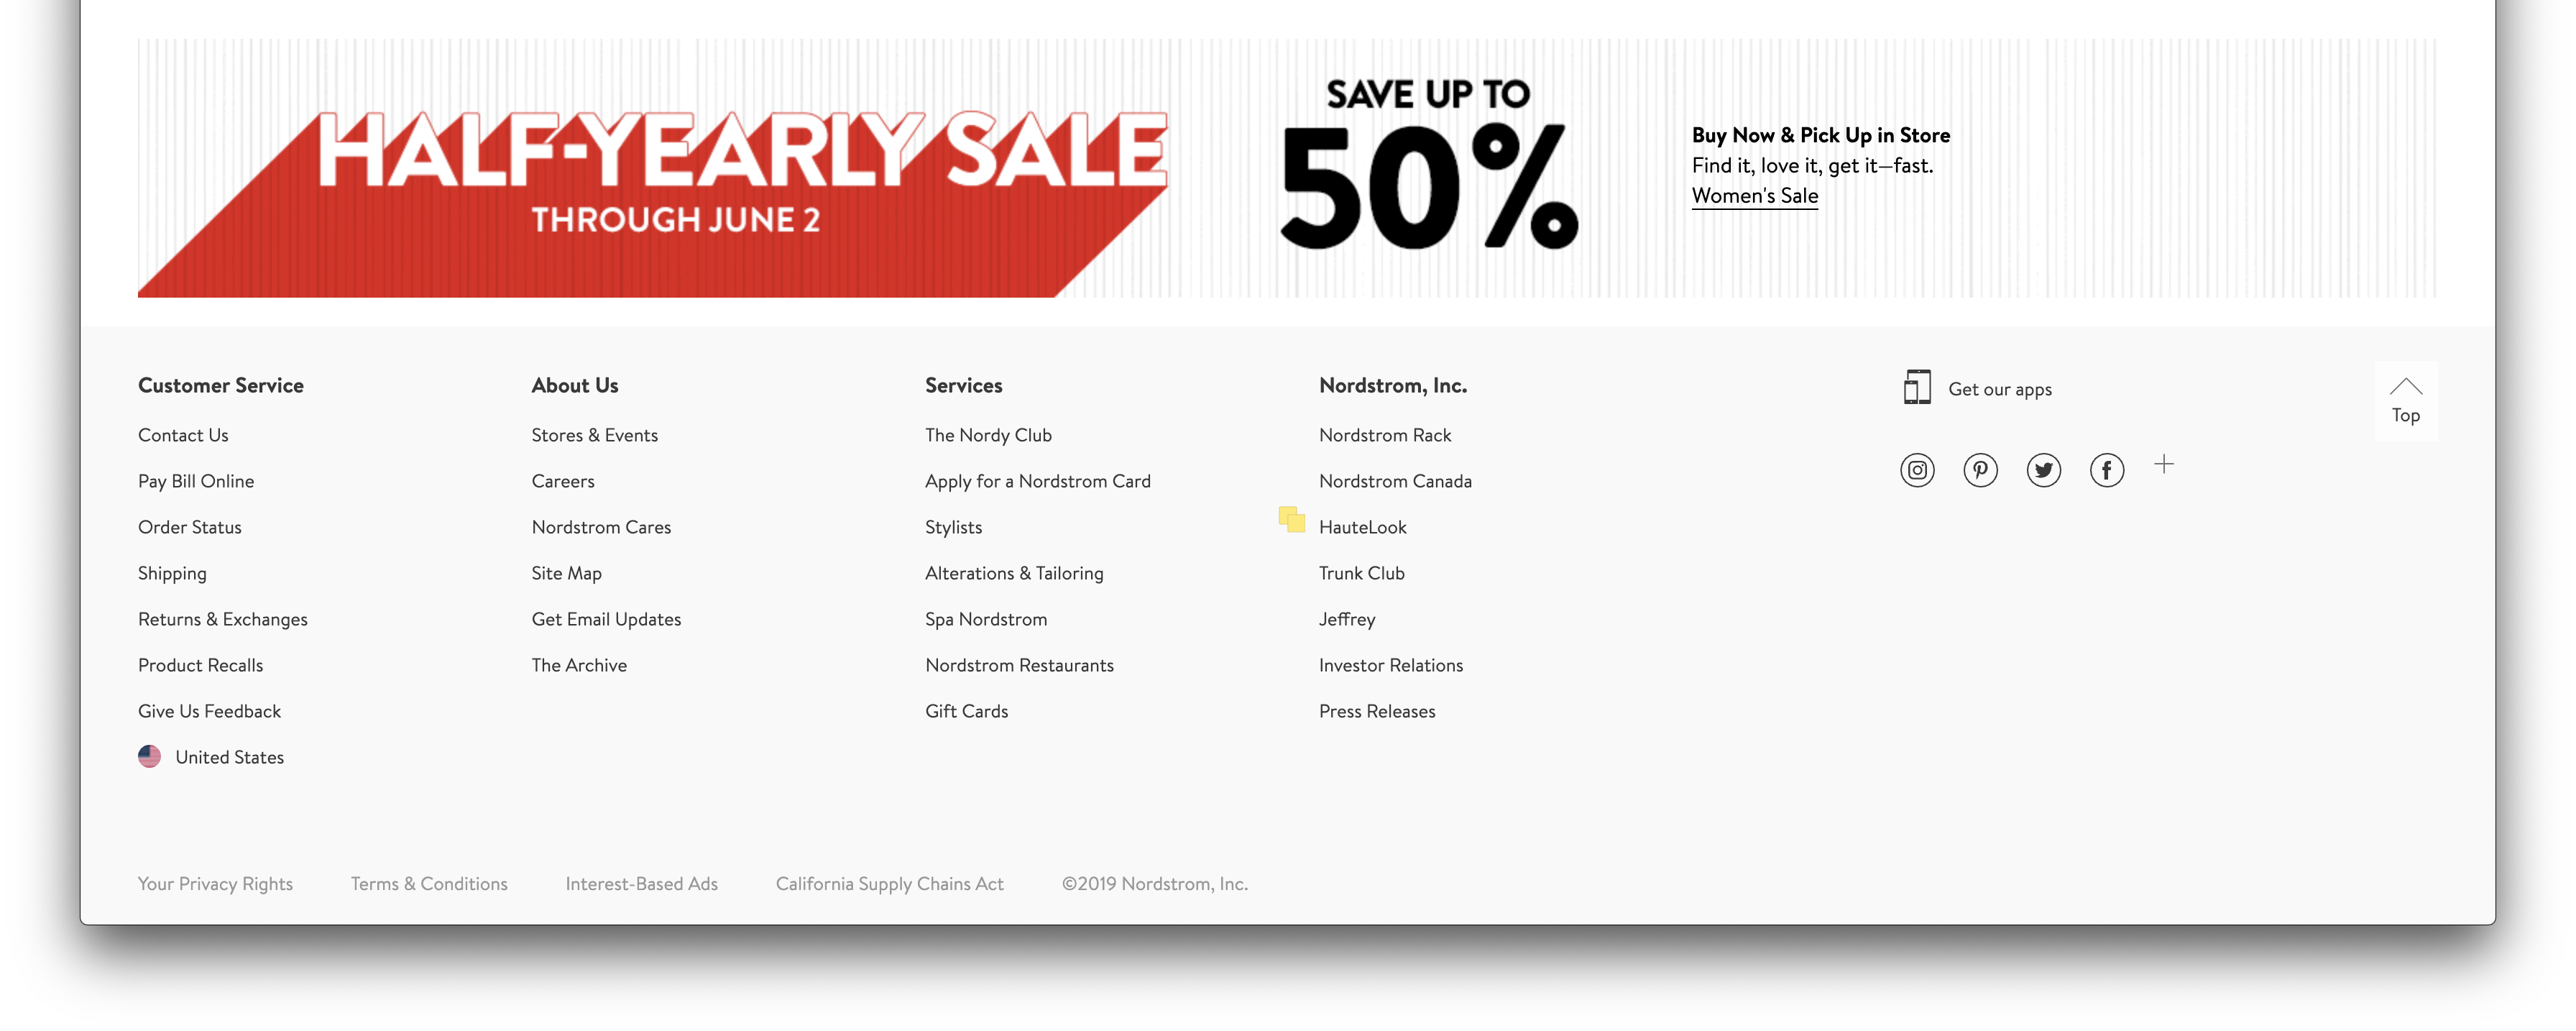 HALF-YEARLY SALE
THROUGH JUNE 2
SAVE UP TO
50%
Buy Now & Pick Up in Store
Find it, love it, get it—fast.
Women's Sale
Customer Service
Contact Us
Pay Bill Online
Order Status
Shipping
Returns & Exchanges
Product Recalls
Give Us Feedback
United States
About Us
Stores & Events
Careers
Nordstrom Cares
Site Map
Get Email Updates
The Archive
Services
The Nordy Club
Apply for a Nordstrom Card
Stylists
Alterations & Tailoring
Spa Nordstrom
Nordstrom Restaurants
Gift Cards
Nordstrom, Inc.
Nordstrom Rack
Nordstrom Canada
HauteLook
Trunk Club
Jeffrey
Investor Relations
Press Releases
Get our apps
Top
Your Privacy Rights
Terms & Conditions
Interest-Based Ads
California Supply Chains Act
©2019 Nordstrom, Inc.